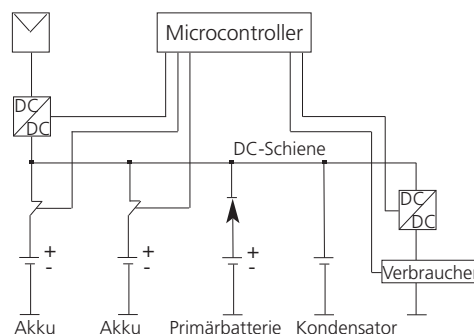 Microcontroller
DC
DC
DC-Schiene
DC
DC
+
-
+
-
+
-
Verbraucher
Akku
Akku
Primärbatterie
Kondensator